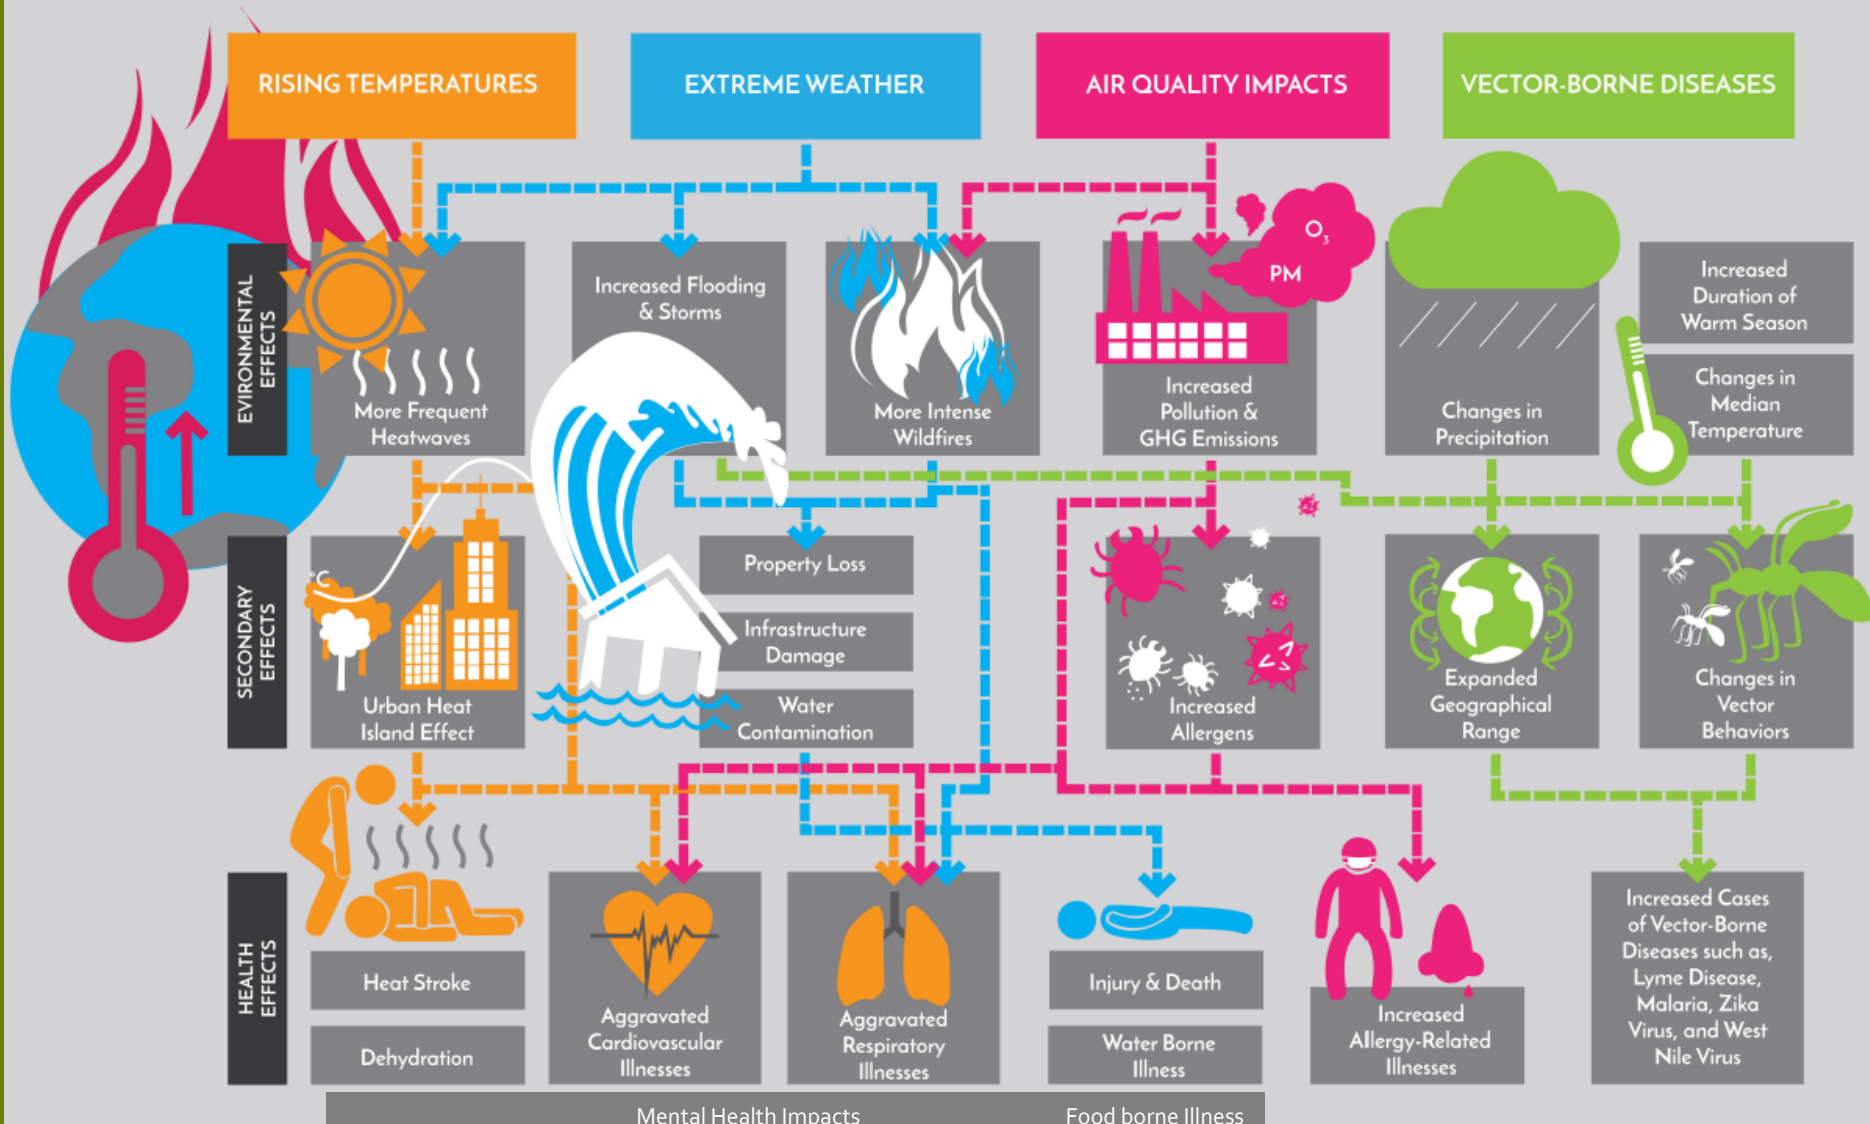 RISING TEMPERATURES
EXTREME WEATHER
AIR QUALITY IMPACTS
VECTOR-BORNE DISEASES
EVIRONMENTAL
EFFECTS
More Frequent
Heatwaves
Increased Flooding
& Storms
More Intense
Wildfires
O3
PM
Increased
Pollution &
GHG Emissions
Changes in
Precipitation
Increased
Duration of
Warm Season
Changes in
Median
Temperature
SECONDARY
EFFECTS
°C
Urban Heat
Island Effect
Property Loss
Infrastructure
Damage
Water
Contamination
Increased
Allergens
Expanded
Geographical
Range
Changes in
Vector
Behaviors
HEALTH
EFFECTS
Heat Stroke
Dehydration
Aggravated
Cardiovascular
Illnesses
Aggravated
Respiratory
Illnesses
Injury & Death
Water Borne
Illness
Increased
Allergy-Related
Illnesses
Increased Cases
of Vector-Borne
Diseases such as,
Lyme Disease,
Malaria, Zika
Virus, and West
Nile Virus
Mental Health Impacts
Food borne Illness